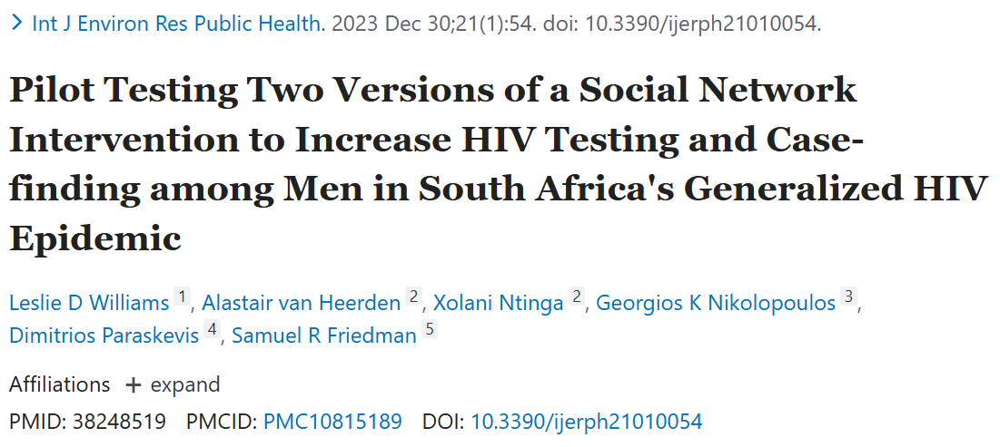 > Int J Environ Res Public Health. 2023 Dec 30;21(1):54. doi: 10.3390/ijerph21010054.
Pilot Testing Two Versions of a Social Network
Intervention to Increase HIV Testing and Case-
finding among Men in South Africa's Generalized HIV
Epidemic
Leslie D Williams 1, Alastair van Heerden 2, Xolani Ntinga 2, Georgios K Nikolopoulos 3,
Dimitrios Paraskevis 4, Samuel R Friedman 5
Affiliations + expand
PMID: 38248519 PMCID: PMC10815189 DOI: 10.3390/ijerph21010054